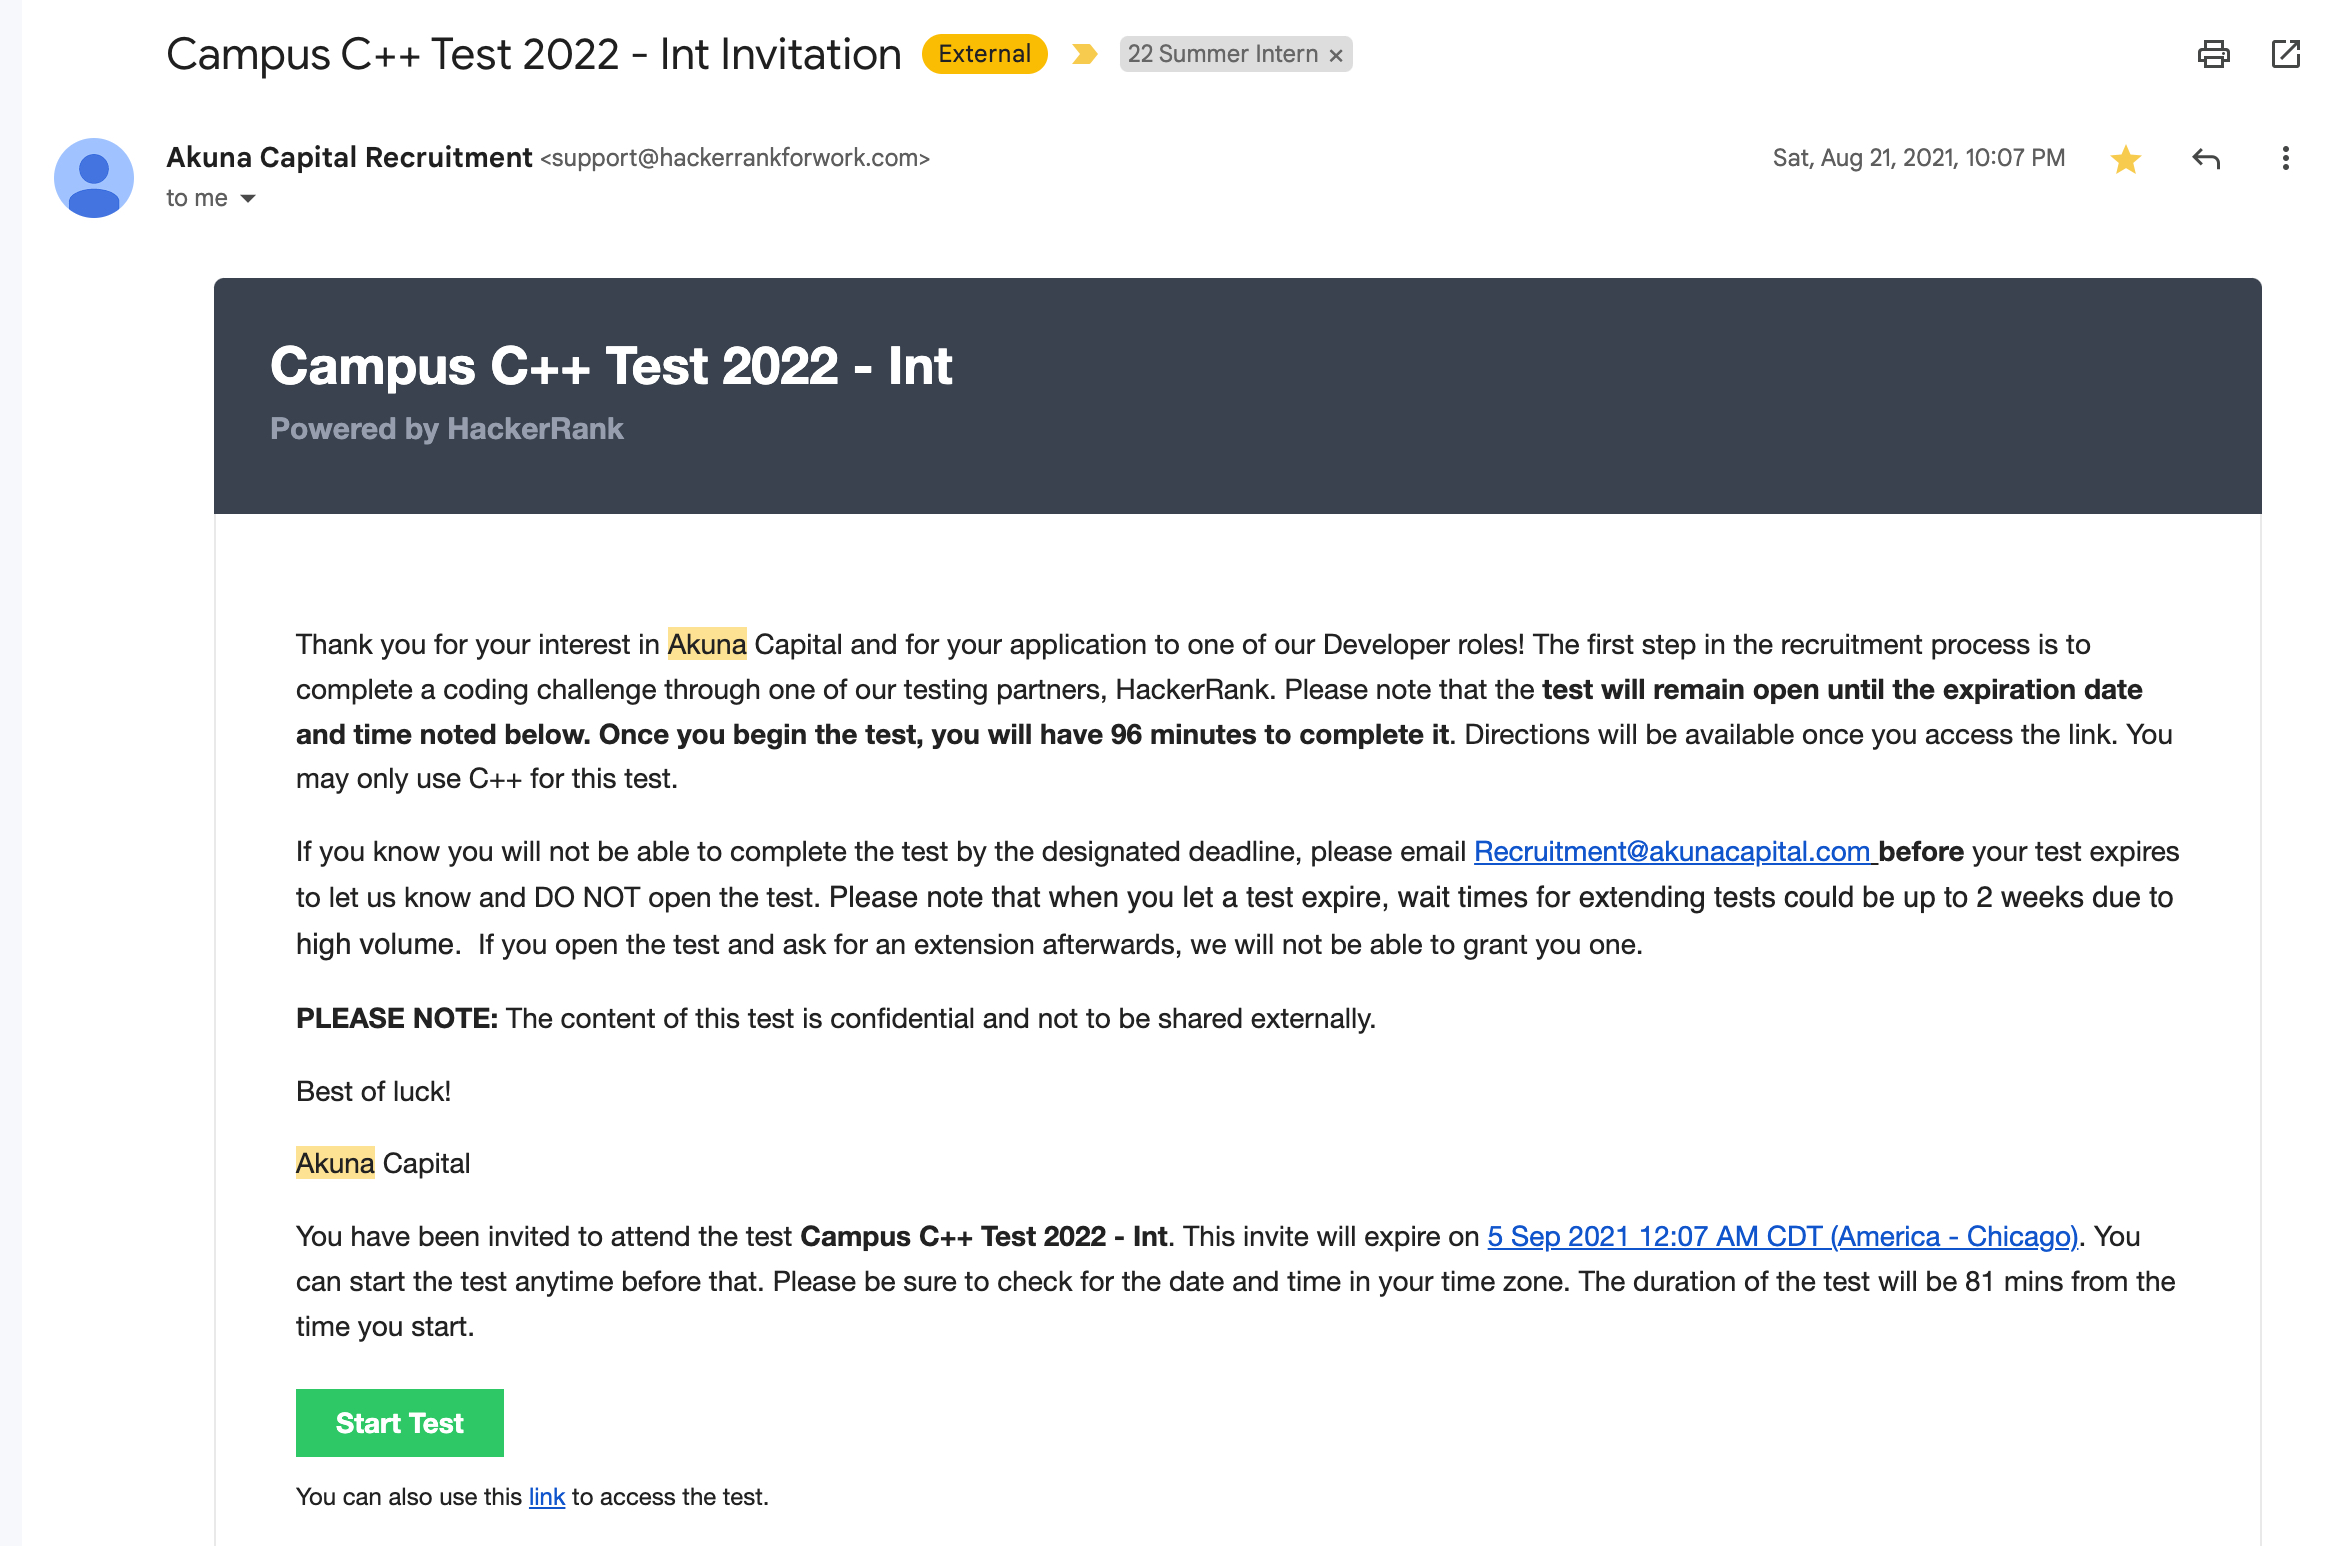 Campus C++ Test 2022 - Int Invitation External 22 Summer Intern ×
Akuna Capital Recruitment <support@hackerrankforwork.com> Sat, Aug 21, 2021, 10:07 PM
to me
Campus C++ Test 2022 - Int
Powered by HackerRank
Thank you for your interest in Akuna Capital and for your application to one of our Developer roles! The first step in the recruitment process is to
complete a coding challenge through one of our testing partners, HackerRank. Please note that the test will remain open until the expiration date
and time noted below. Once you begin the test, you will have 96 minutes to complete it. Directions will be available once you access the link. You
may only use C++ for this test.
If you know you will not be able to complete the test by the designated deadline, please email Recruitment@akunacapital.com before your test expires
to let us know and DO NOT open the test. Please note that when you let a test expire, wait times for extending tests could be up to 2 weeks due to
high volume.  If you open the test and ask for an extension afterwards, we will not be able to grant you one.
PLEASE NOTE: The content of this test is confidential and not to be shared externally.
Best of luck!
Akuna Capital
You have been invited to attend the test Campus C++ Test 2022 - Int. This invite will expire on 5 Sep 2021 12:07 AM CDT (America - Chicago). You
can start the test anytime before that. Please be sure to check for the date and time in your time zone. The duration of the test will be 81 mins from the
time you start.
Start Test
You can also use this link to access the test.